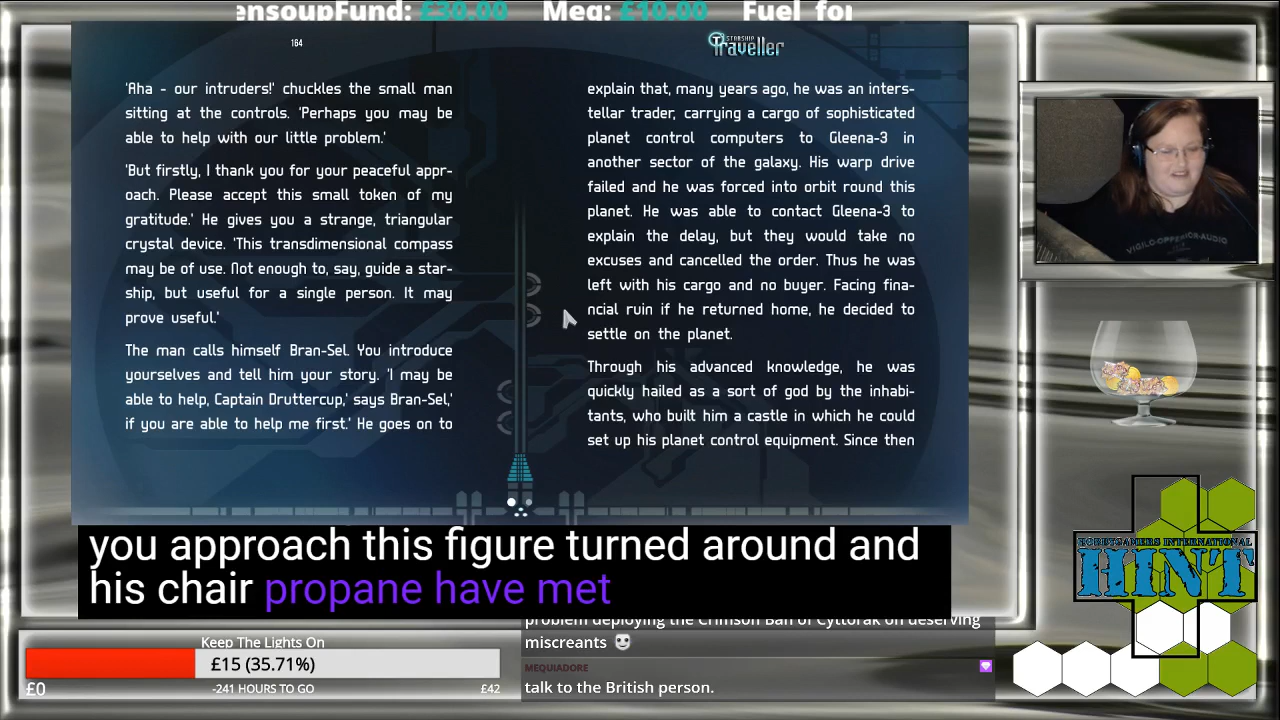 ensoupFund: £30.00 Meg: £10.00 Fuel for
164
STARSHIP
Traveller
'Aha - our intruders!' chuckles the small man
sitting at the controls. 'Perhaps you may be
able to help with our little problem.'
'But firstly, I thank you for your peaceful appr-
oach. Please accept this small token of my
gratitude.' He gives you a strange, triangular
crystal device. 'This transdimensional compass
may be of use. Not enough to, say, guide a star-
ship, but useful for a single person. It may
prove useful.'
The man calls himself Bran-Sel. You introduce
yourselves and tell him your story. 'I may be
able to help, Captain Druttercup,' says Bran-Sel,'
if you are able to help me first.' He goes on to
explain that, many years ago, he was an inters-
tellar trader, carrying a cargo of sophisticated
planet control computers to Gleena-3 in
another sector of the galaxy. His warp drive
failed and he was forced into orbit round this
planet. He was able to contact Gleena-3 to
explain the delay, but they would take no
excuses and cancelled the order. Thus he was
left with his cargo and no buyer. Facing fina-
ncial ruin if he returned home, he decided to
settle on the planet.
Through his advanced knowledge, he was
quickly hailed as a sort of god by the inhabi-
tants, who built him a castle in which he could
set up his planet control equipment. Since then
VIGILO-OPPERIOR-AUDIO
you approach this figure turned around and
his chair propane have met
HOBBYGAMERS INTERNATIONAL
HINT
Keep The Lights On
£15 (35.71%)
£0
-241 HOURS TO GO
£42
problem deploying the Crimson Ban of Cyttorak on deserving
miscreants
MEQUIADORE
talk to the British person.